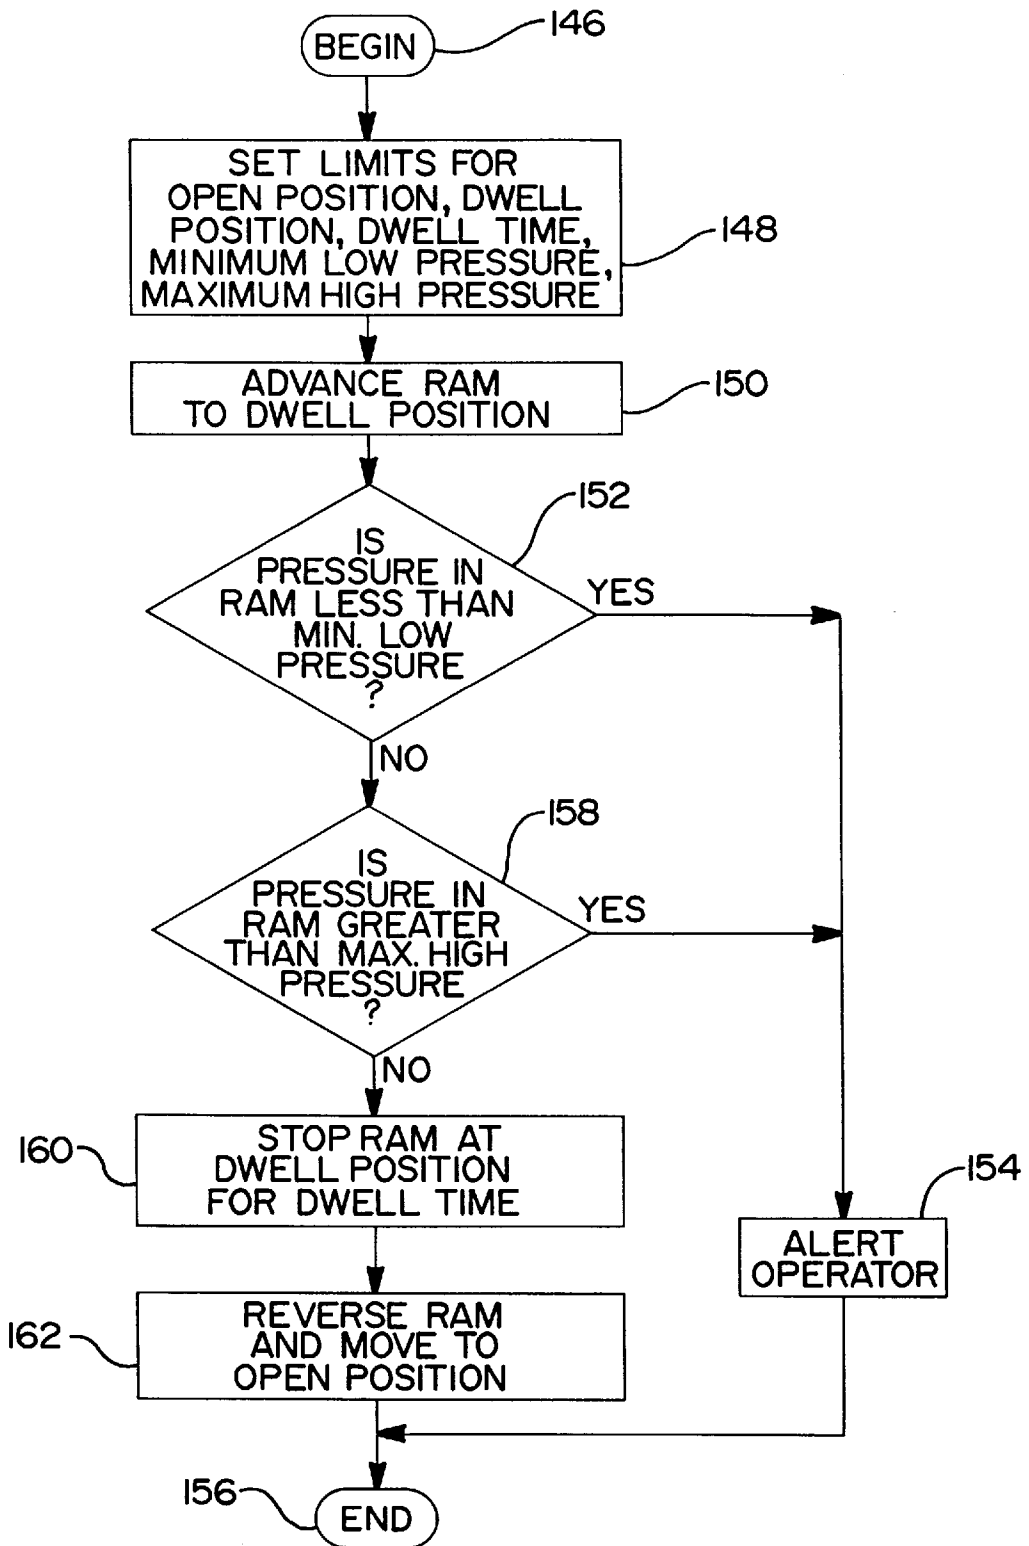 BEGIN
146
SET LIMITS FOR
OPEN POSITION, DWELL
POSITION, DWELL TIME,
MINIMUM LOW PRESSURE,
MAXIMUM HIGH PRESSURE
148
ADVANCE RAM
TO DWELL POSITION
150
152
IS
PRESSURE IN
RAM LESS THAN
MIN. LOW
PRESSURE
?
YES
NO
158
IS
PRESSURE IN
RAM GREATER
THAN MAX. HIGH
PRESSURE
?
YES
NO
160
STOP RAM AT
DWELL POSITION
FOR DWELL TIME
154
ALERT
OPERATOR
162
REVERSE RAM
AND MOVE TO
OPEN POSITION
156
END